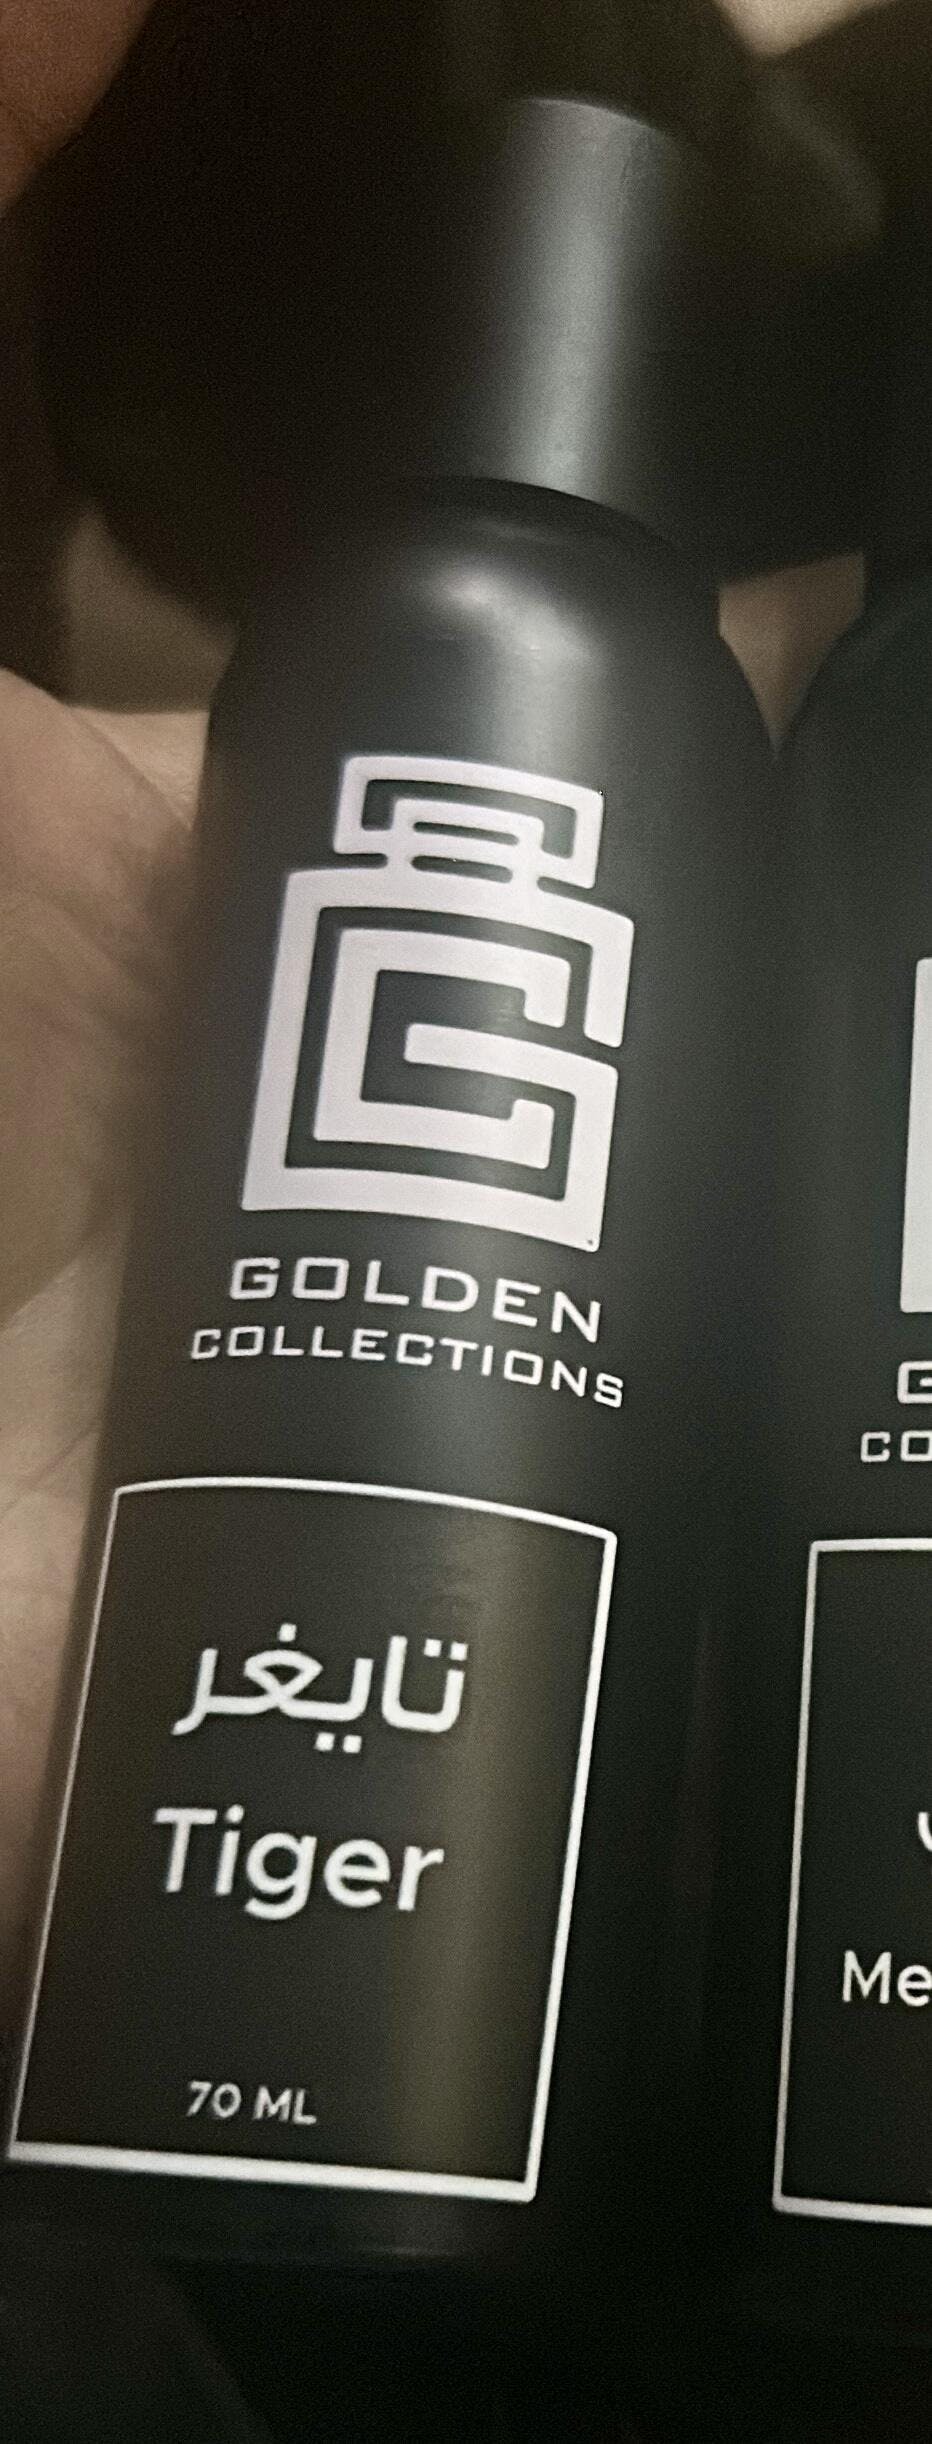 GOLDEN
COLLECTIONS
تايغر
Tiger
70 ML